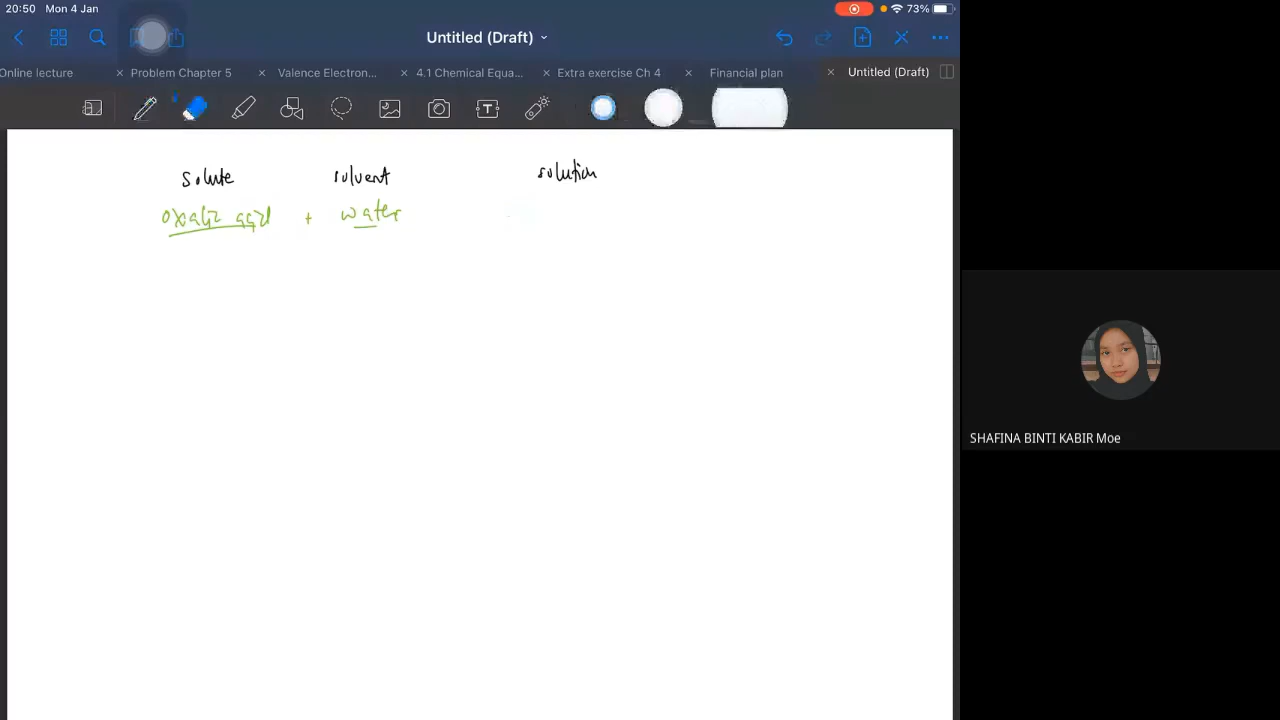 20:50 Mon 4 Jan 73%
Untitled (Draft)
Online lecture Problem Chapter 5 Valence Electron... 4.1 Chemical Equa... Extra exercise Ch 4 Financial plan Untitled (Draft)
solute solvent solution
oxalic acid + water
SHAFINA BINTI KABIR Moe